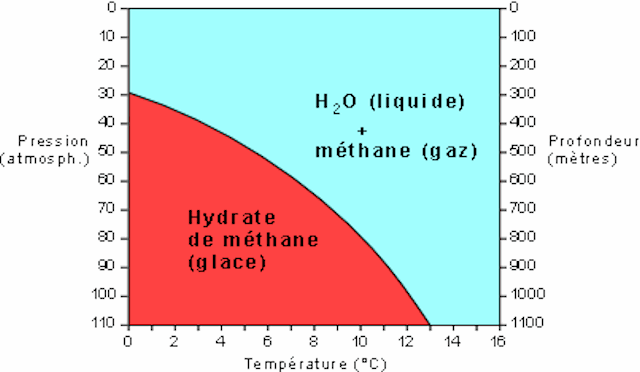 0
10
20
30
40
50
60
70
80
90
100
110
Pression
(atmosph.)
H2O (liquide)
+
méthane (gaz)
Hydrate
de méthane
(glace)
0
100
200
300
400
500
600
700
800
900
1000
1100
Profondeur
(mètres)
0 2 4 6 8 10 12 14 16
Température (°C)